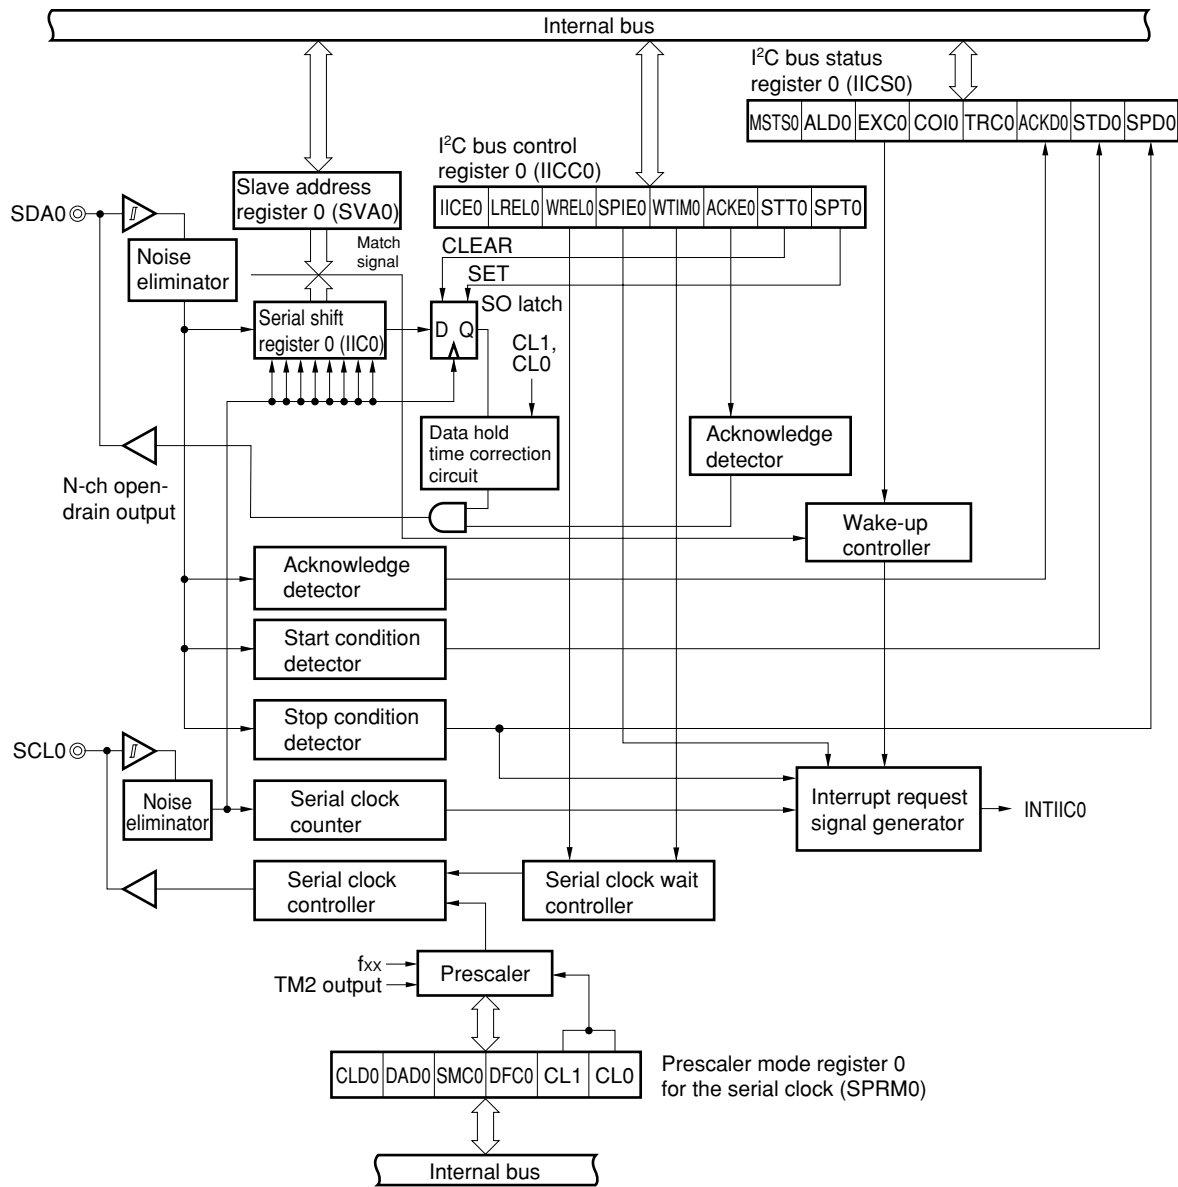 Internal bus
I²C bus status
register 0 (IICS0)
MSTS0 ALD0 EXC0 COI0 TRC0 ACKD0 STD0 SPD0
I²C bus control
register 0 (IICC0)
IICE0 LREL0 WREL0 SPIE0 WTIM0 ACKE0 STT0 SPT0
Slave address
register 0 (SVA0)
SDA0
Noise
eliminator
Match
signal
CLEAR
SET
SO latch
Serial shift
register 0 (IIC0)
D Q
CL1,
CL0
Data hold
time correction
circuit
Acknowledge
detector
N-ch open-
drain output
Wake-up
controller
Acknowledge
detector
Start condition
detector
Stop condition
detector
SCL0
Noise
eliminator
Serial clock
counter
Interrupt request
signal generator
INTIIC0
Serial clock
controller
Serial clock wait
controller
fxx
TM2 output
Prescaler
CLD0 DAD0 SMC0 DFC0 CL1 CL0
Prescaler mode register 0
for the serial clock (SPRM0)
Internal bus